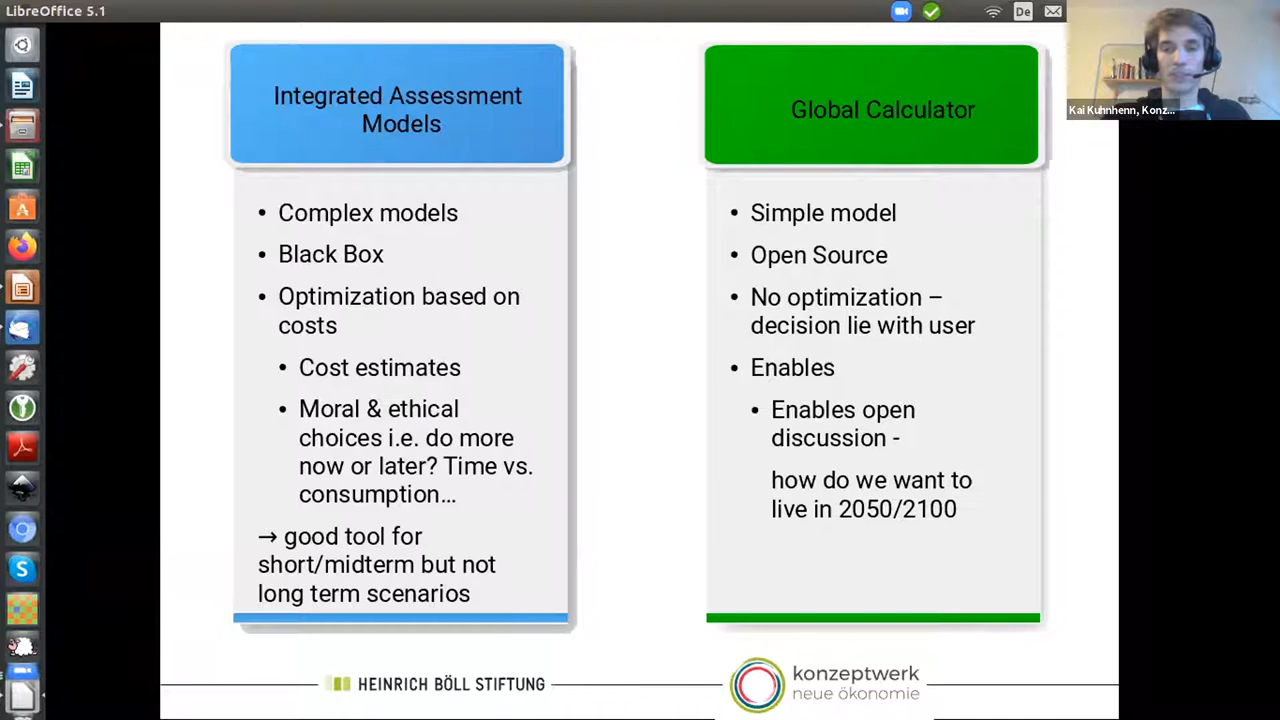 LibreOffice 5.1
De
Kai Kuhnhenn, Konz...
Integrated Assessment
Models
• Complex models
• Black Box
• Optimization based on
costs
• Cost estimates
• Moral & ethical
choices i.e. do more
now or later? Time vs.
consumption...
→ good tool for
short/midterm but not
long term scenarios
Global Calculator
• Simple model
• Open Source
• No optimization –
decision lie with user
• Enables
• Enables open
discussion -
how do we want to
live in 2050/2100
HEINRICH BÖLL STIFTUNG
konzeptwerk
neue ökonomie